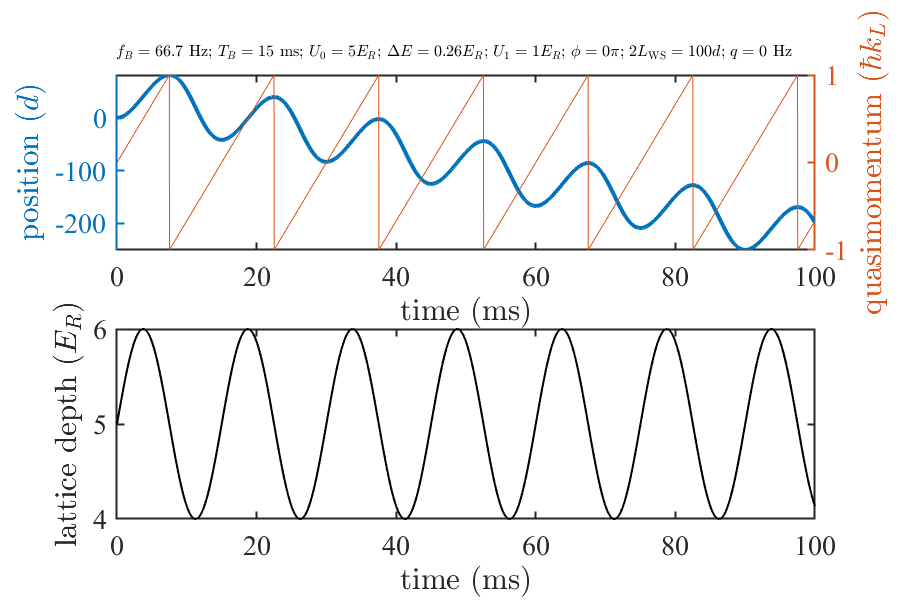 f_B = 66.7 Hz; T_B = 15 ms; U_0 = 5E_R; ΔE = 0.26E_R; U_1 = 1E_R; ϕ = 0π; 2L_WS = 100d; q = 0 Hz
position (d)
0
-100
-200
1
0
-1
quasimomentum (ħk_L)
0 20 40 60 80 100
time (ms)
lattice depth (E_R)
6
5
4
0 20 40 60 80 100
time (ms)